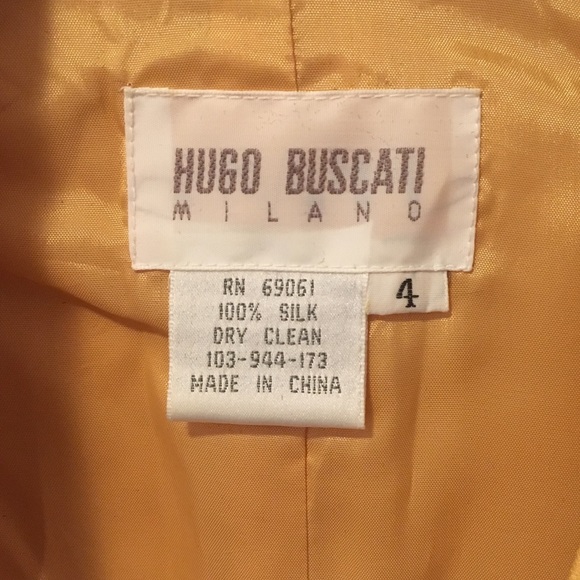 HUGO BUSCATI
MILANO
4
RN 69061
100% SILK
DRY CLEAN
103-944-173
MADE IN CHINA